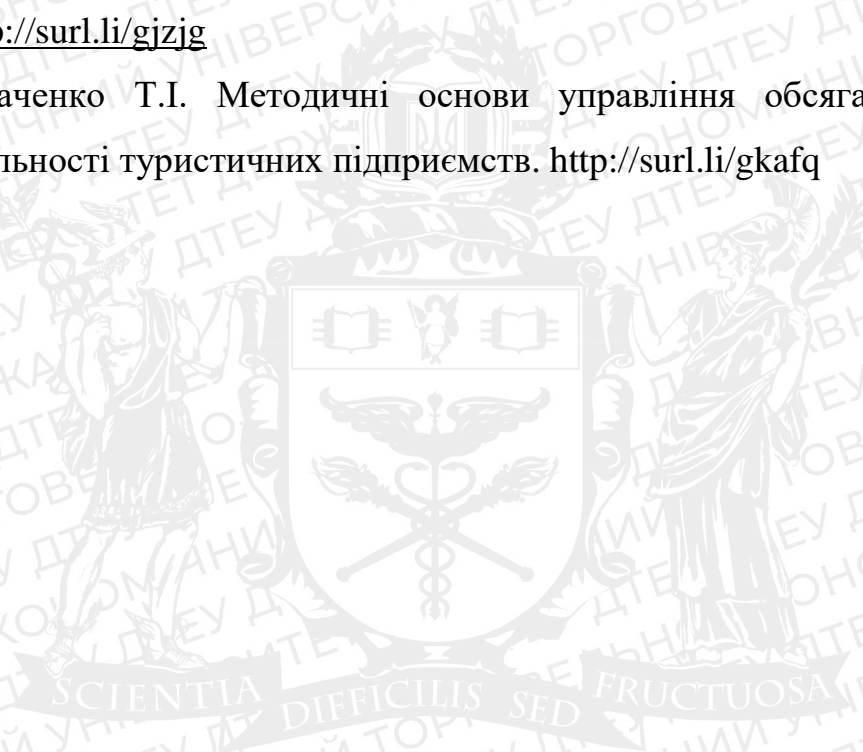 ://surl.li/gjzjg
аченко Т.І. Методичні основи управління обсяга
льності туристичних підприємств. http://surl.li/gkafq
SCIENTIA DIFFICILIS SED FRUCTUOSA